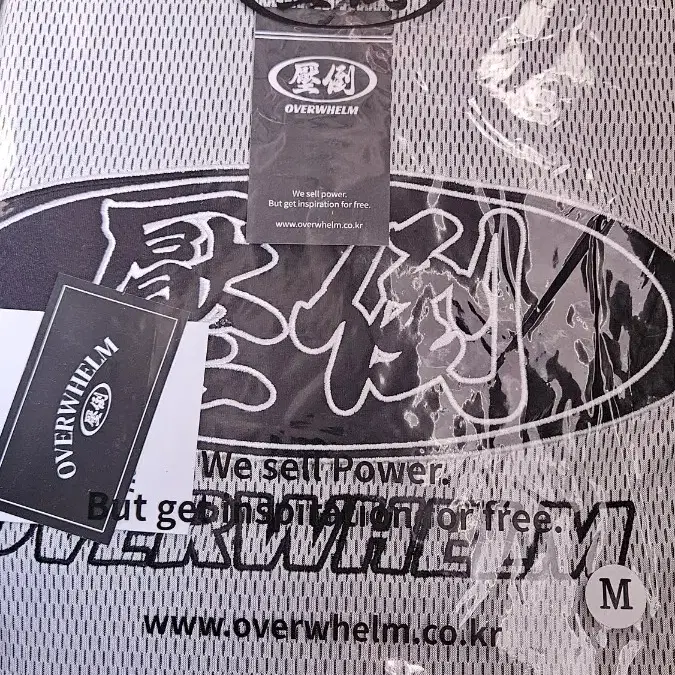 壓倒
OVERWHELM
We sell power.
But get inspiration for free.
www.overwhelm.co.kr
壓倒
OVERWHELM
壓倒
We sell Power.
But get inspiration for free.
OVERWHELM
www.overwhelm.co.kr
M